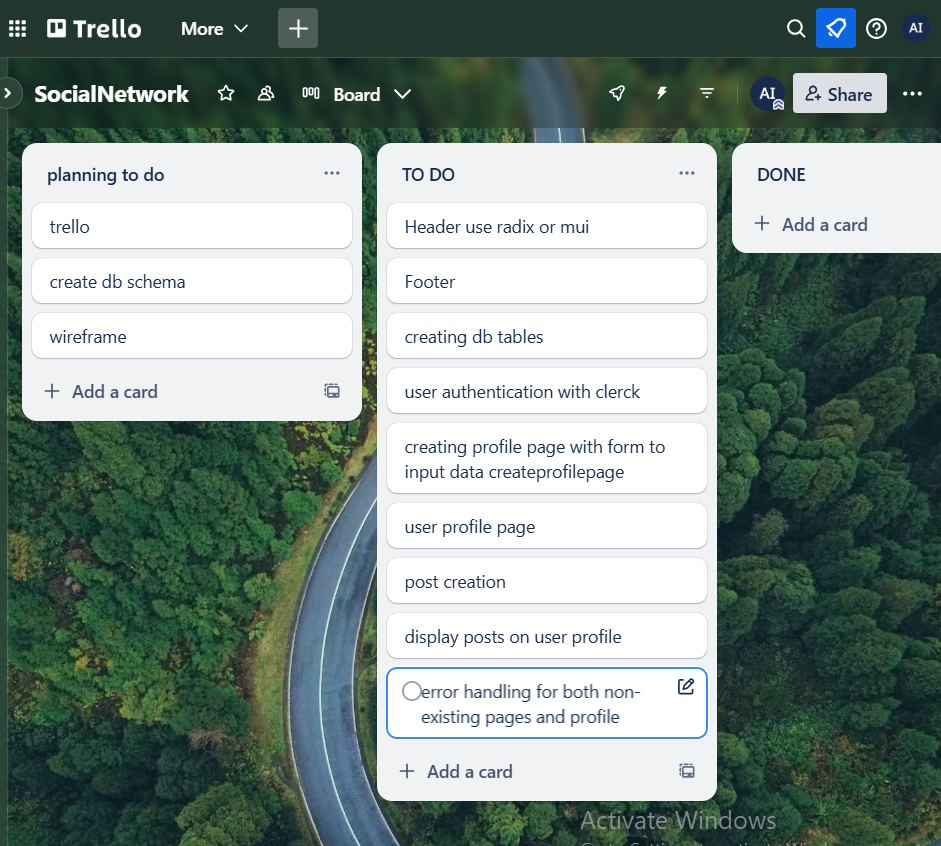 Trello
More
AI
SocialNetwork
Board
AI
Share
planning to do
trello
create db schema
wireframe
Add a card
TO DO
Header use radix or mui
Footer
creating db tables
user authentication with clerck
creating profile page with form to
input data createprofilepage
user profile page
post creation
display posts on user profile
error handling for both non-
existing pages and profile
Add a card
DONE
Add a card
Activate Windows